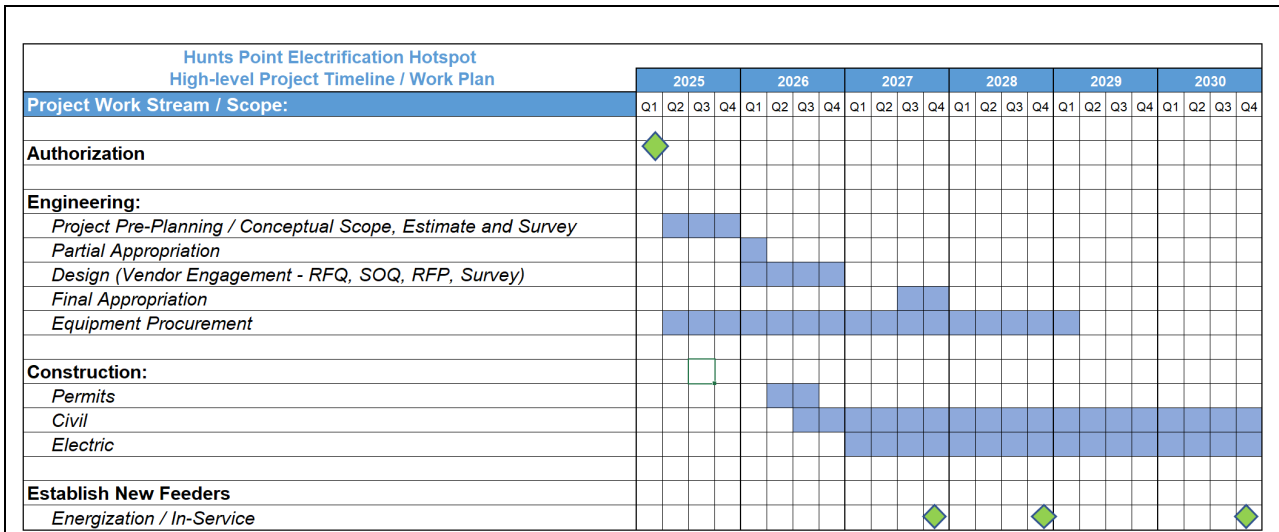 Hunts Point Electrification Hotspot
High-level Project Timeline / Work Plan
2025 2026 2027 2028 2029 2030
Project Work Stream / Scope:
Q1 Q2 Q3 Q4 Q1 Q2 Q3 Q4 Q1 Q2 Q3 Q4 Q1 Q2 Q3 Q4 Q1 Q2 Q3 Q4 Q1 Q2 Q3 Q4
Authorization
Engineering:
Project Pre-Planning / Conceptual Scope, Estimate and Survey
Partial Appropriation
Design (Vendor Engagement - RFQ, SOQ, RFP, Survey)
Final Appropriation
Equipment Procurement
Construction:
Permits
Civil
Electric
Establish New Feeders
Energization / In-Service